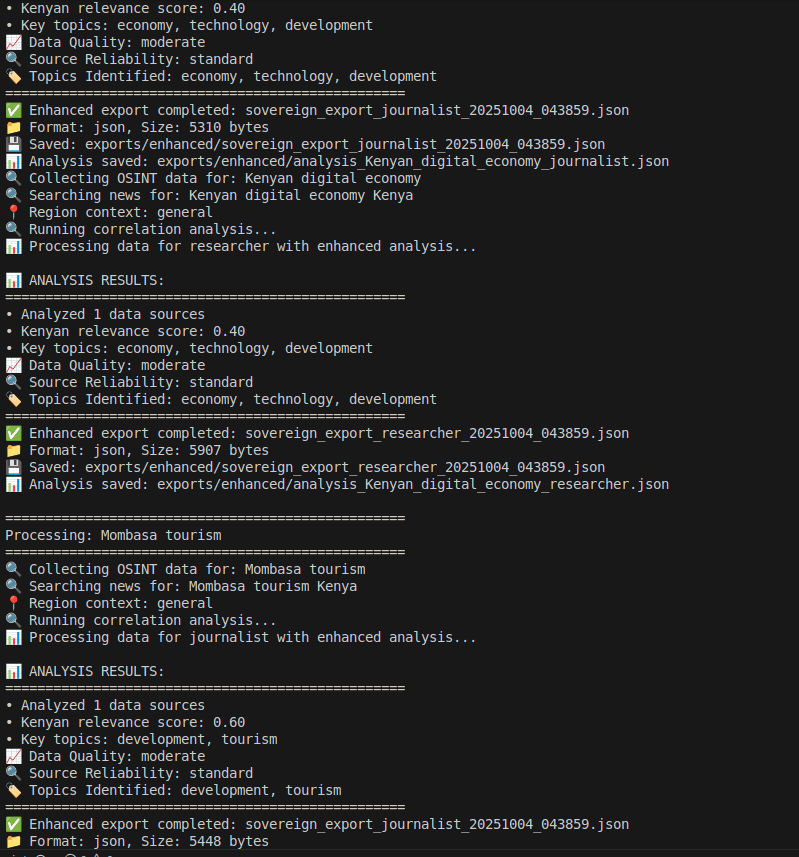 • Kenyan relevance score: 0.40
• Key topics: economy, technology, development
📈 Data Quality: moderate
🔍 Source Reliability: standard
🏷️ Topics Identified: economy, technology, development
==================================================
✅ Enhanced export completed: sovereign_export_journalist_20251004_043859.json
📁 Format: json, Size: 5310 bytes
💾 Saved: exports/enhanced/sovereign_export_journalist_20251004_043859.json
📊 Analysis saved: exports/enhanced/analysis_Kenyan_digital_economy_journalist.json
🔍 Collecting OSINT data for: Kenyan digital economy
🔍 Searching news for: Kenyan digital economy Kenya
📍 Region context: general
🔍 Running correlation analysis...
📊 Processing data for researcher with enhanced analysis...

📊 ANALYSIS RESULTS:
==================================================
• Analyzed 1 data sources
• Kenyan relevance score: 0.40
• Key topics: economy, technology, development
📈 Data Quality: moderate
🔍 Source Reliability: standard
🏷️ Topics Identified: economy, technology, development
==================================================
✅ Enhanced export completed: sovereign_export_researcher_20251004_043859.json
📁 Format: json, Size: 5907 bytes
💾 Saved: exports/enhanced/sovereign_export_researcher_20251004_043859.json
📊 Analysis saved: exports/enhanced/analysis_Kenyan_digital_economy_researcher.json

==================================================
Processing: Mombasa tourism
==================================================
🔍 Collecting OSINT data for: Mombasa tourism
🔍 Searching news for: Mombasa tourism Kenya
📍 Region context: general
🔍 Running correlation analysis...
📊 Processing data for journalist with enhanced analysis...

📊 ANALYSIS RESULTS:
==================================================
• Analyzed 1 data sources
• Kenyan relevance score: 0.60
• Key topics: development, tourism
📈 Data Quality: moderate
🔍 Source Reliability: standard
🏷️ Topics Identified: development, tourism
==================================================
✅ Enhanced export completed: sovereign_export_journalist_20251004_043859.json
📁 Format: json, Size: 5448 bytes